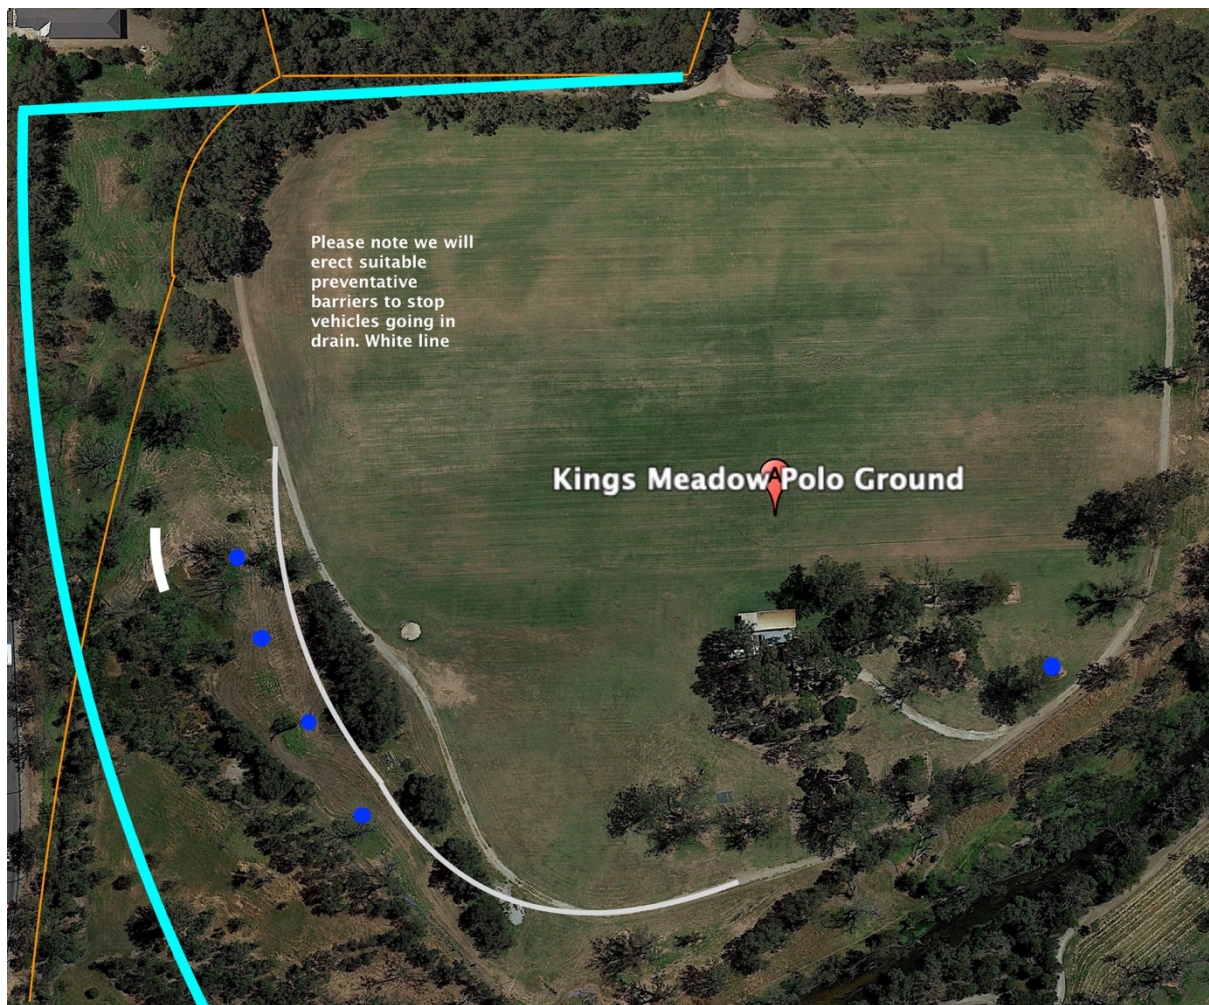 Please note we will
erect suitable
preventative
barriers to stop
vehicles going in
drain. White line
A
Kings Meadow Polo Ground